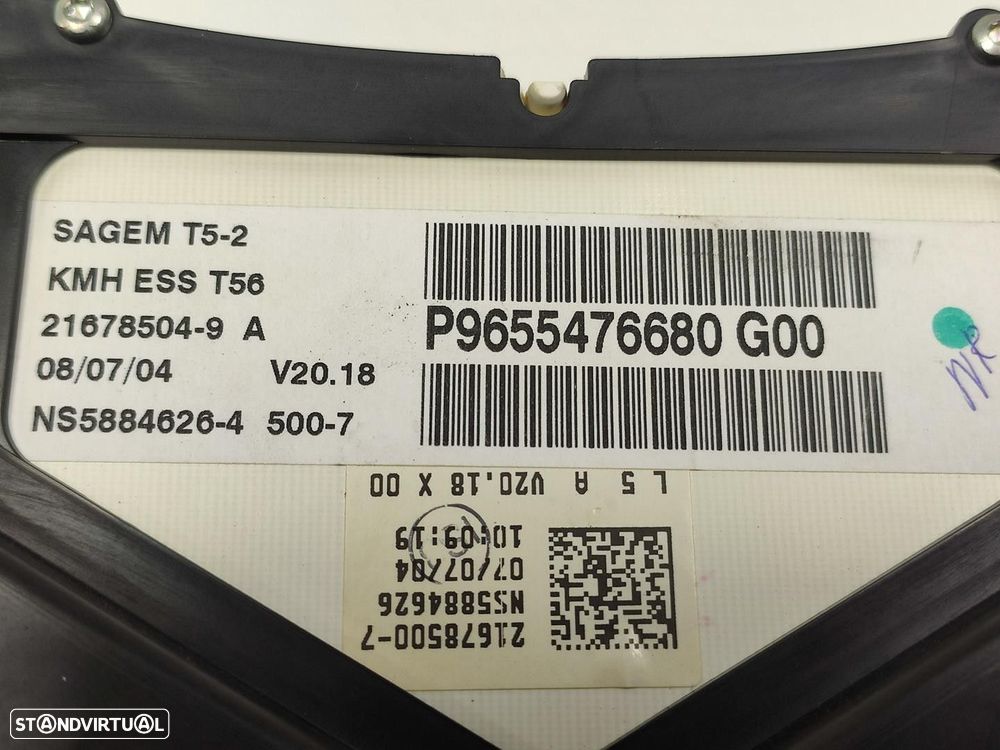 SAGEM T5-2
KMH ESS T56
21678504-9 A
08/07/04 V20.18
NS5884626-4 500-7
P9655476680 G00
NR
21678500-7
NS5884626
07/07/04
10:09:19
L 5 A V20.18 X 00
STANDVIRTUAL